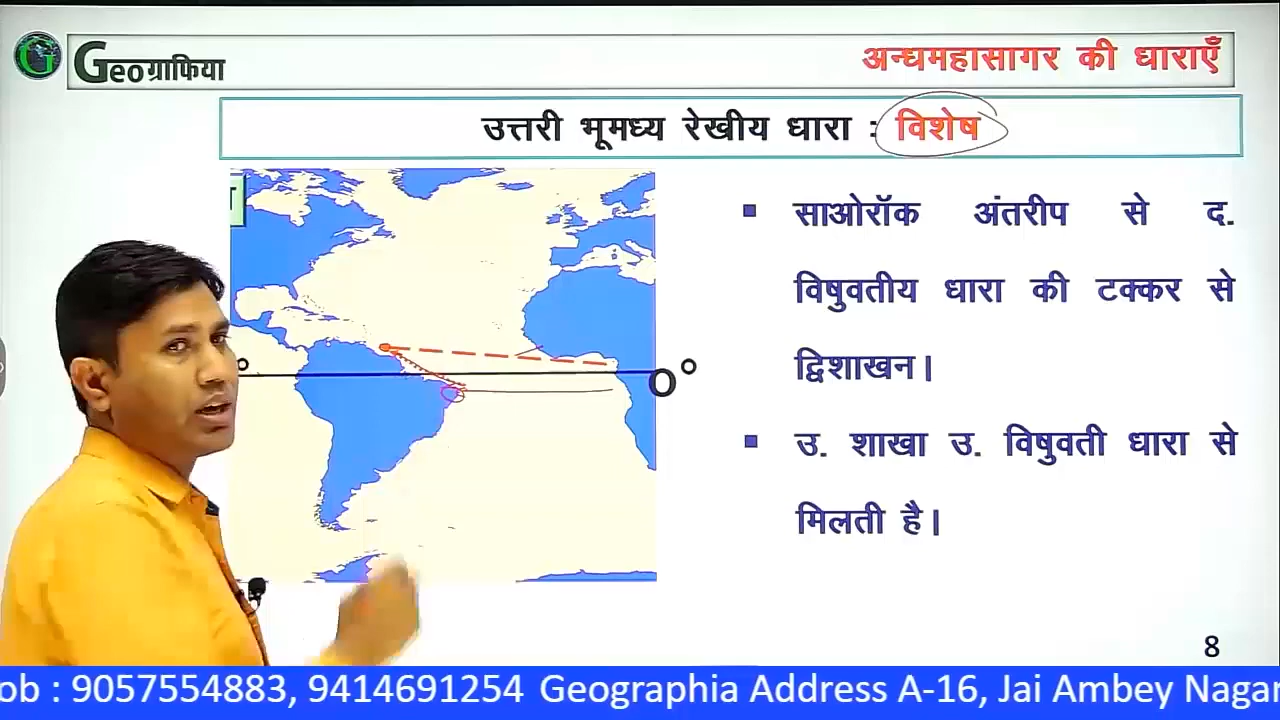 G
Geoग्राफिया
अन्धमहासागर की धाराएँ
उत्तरी भूमध्य रेखीय धारा : विशेष
साओरॉक अंतरीप से द.
विषुवतीय धारा की टक्कर से
द्विशाखन।
उ. शाखा उ. विषुवती धारा से
मिलती है।
0°
8
ob : 9057554883, 9414691254 Geographia Address A-16, Jai Ambey Nagar